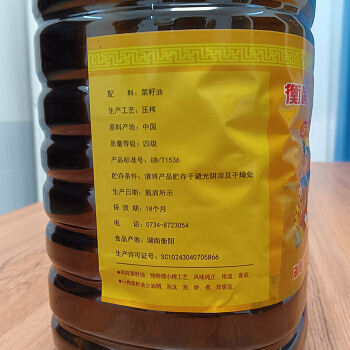 配 料：菜籽油
生产工艺：压榨
原料产地：中国
质量等级：四级
产品标准号：GB/T1536
贮存条件：请将产品贮存于避光阴凉及干燥处
生产日期：瓶肩所示
保 质 期：18个月
电 话：0734-8723054
食品产地：湖南衡阳
生产许可证号：SC10243040705866